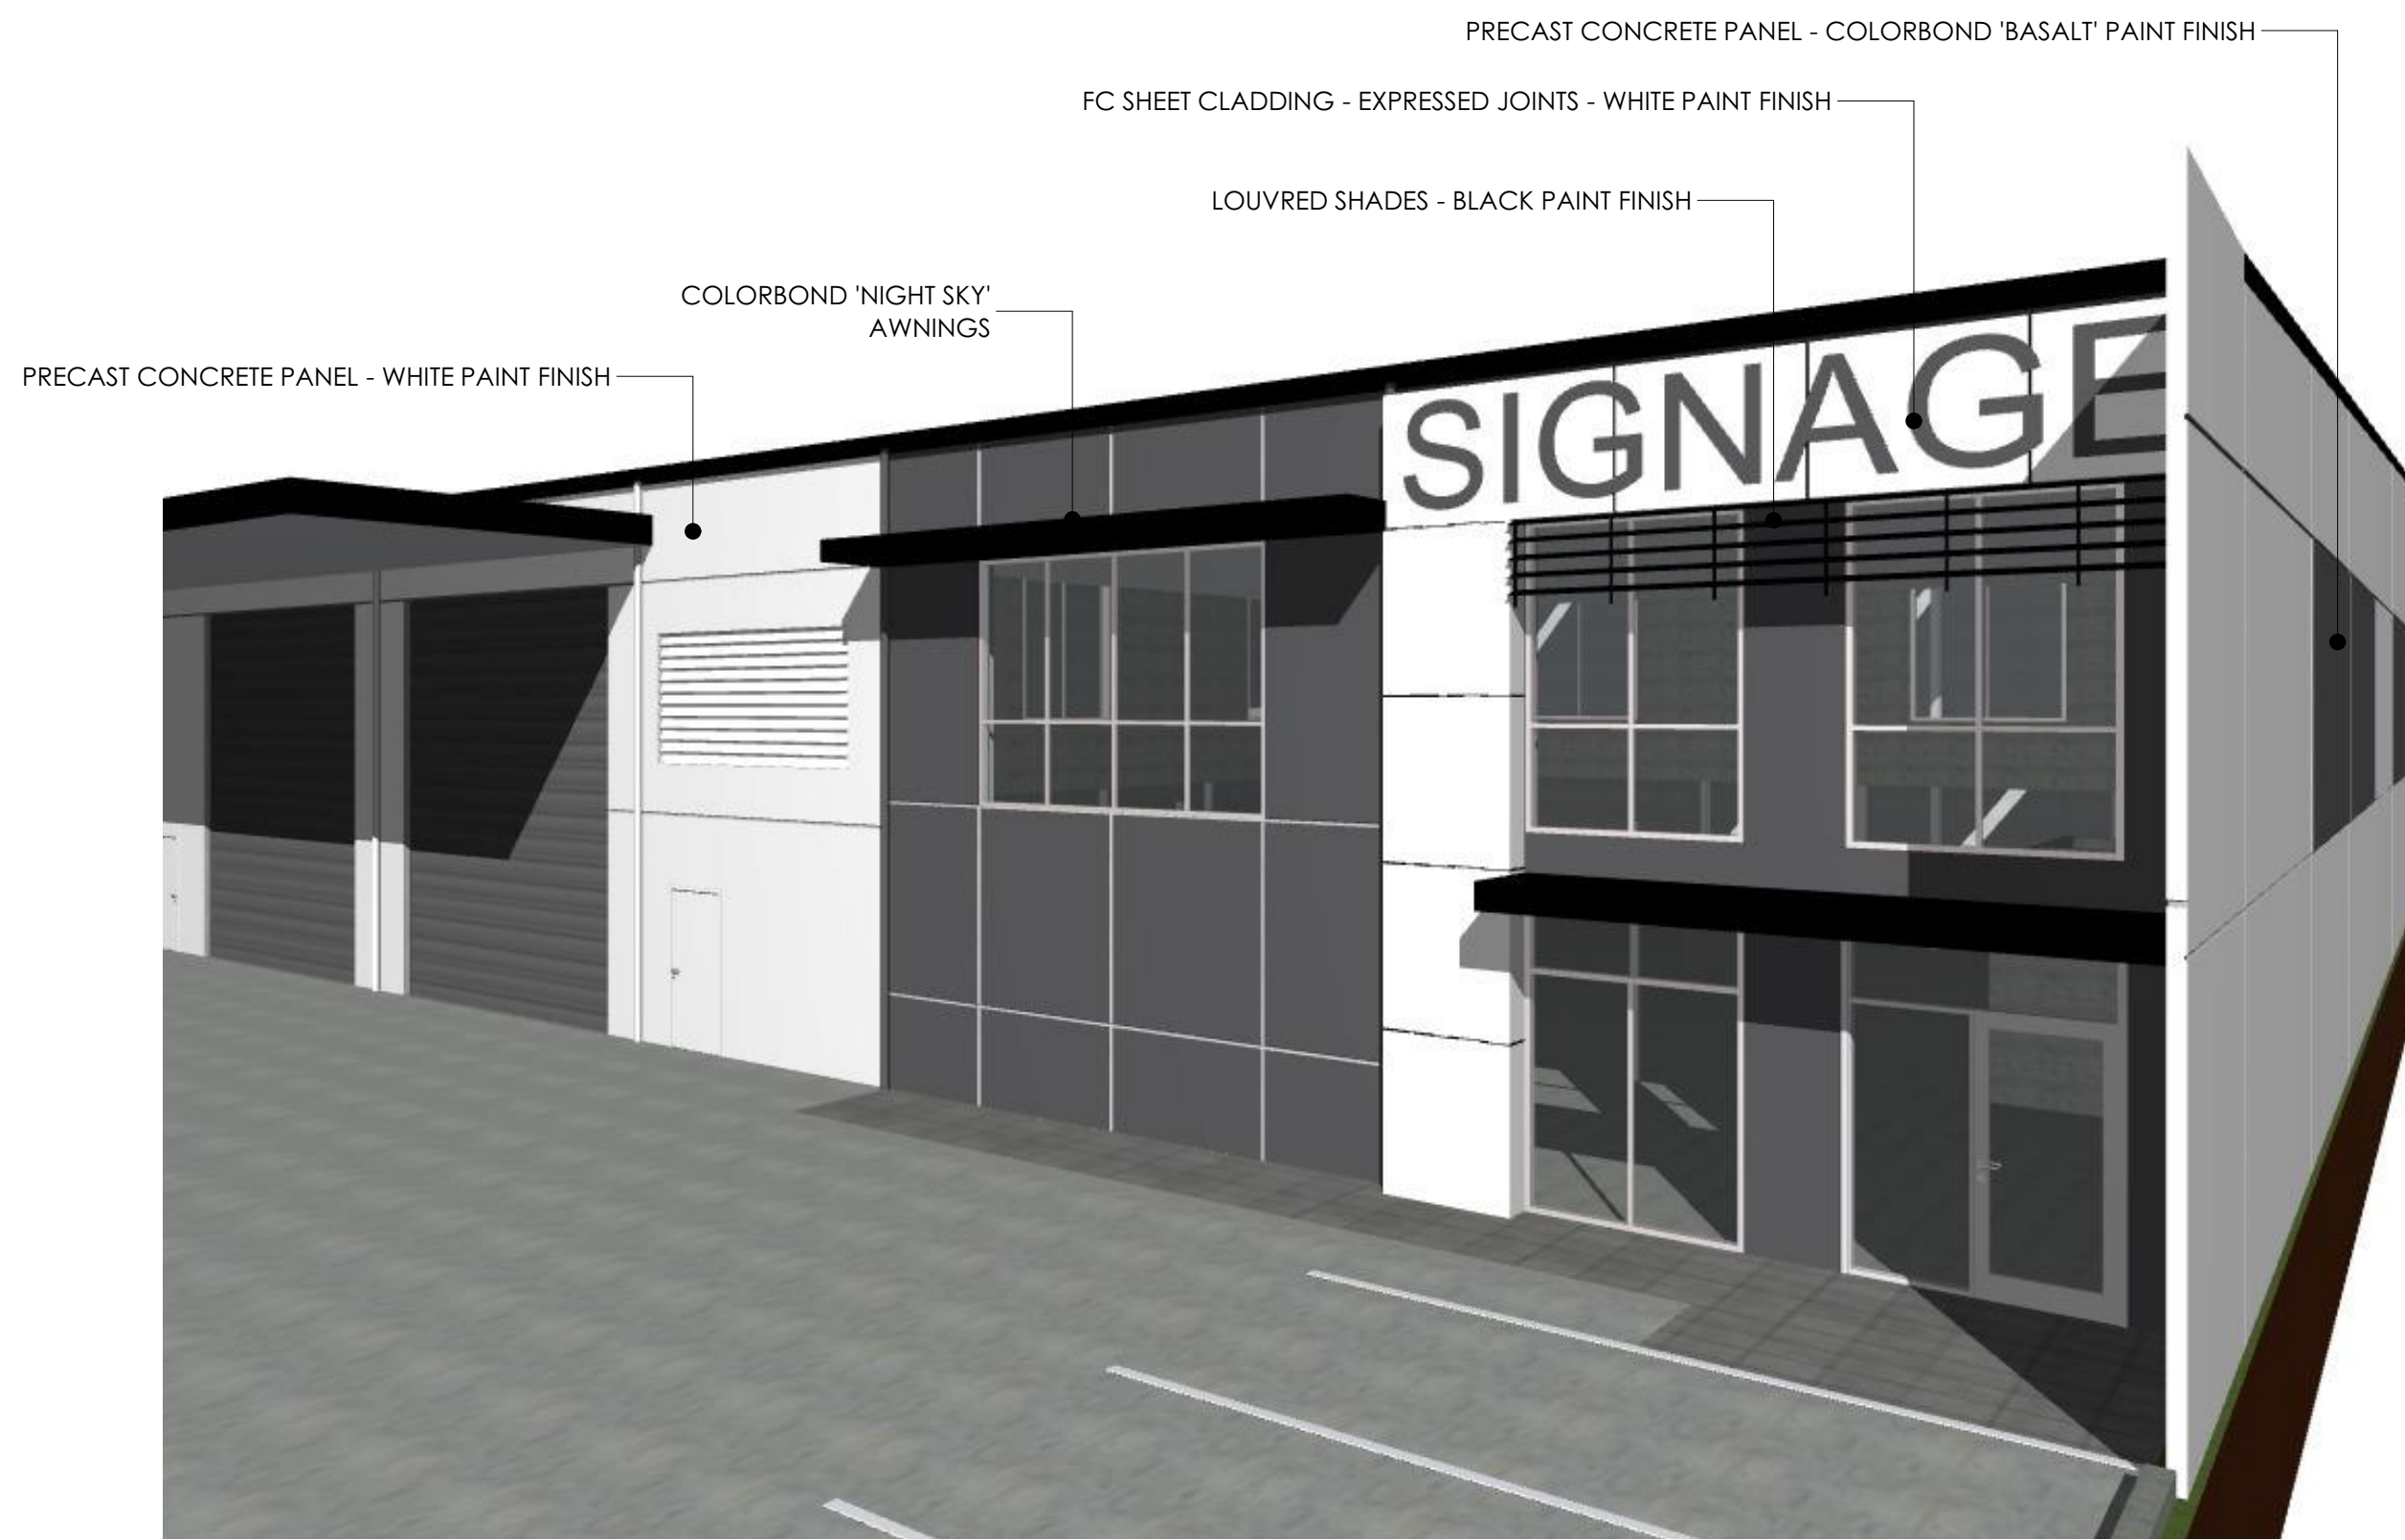 PRECAST CONCRETE PANEL - COLORBOND 'BASALT' PAINT FINISH
FC SHEET CLADDING - EXPRESSED JOINTS - WHITE PAINT FINISH
LOUVRED SHADES - BLACK PAINT FINISH
COLORBOND 'NIGHT SKY'
AWNINGS
PRECAST CONCRETE PANEL - WHITE PAINT FINISH
SIGNAGE